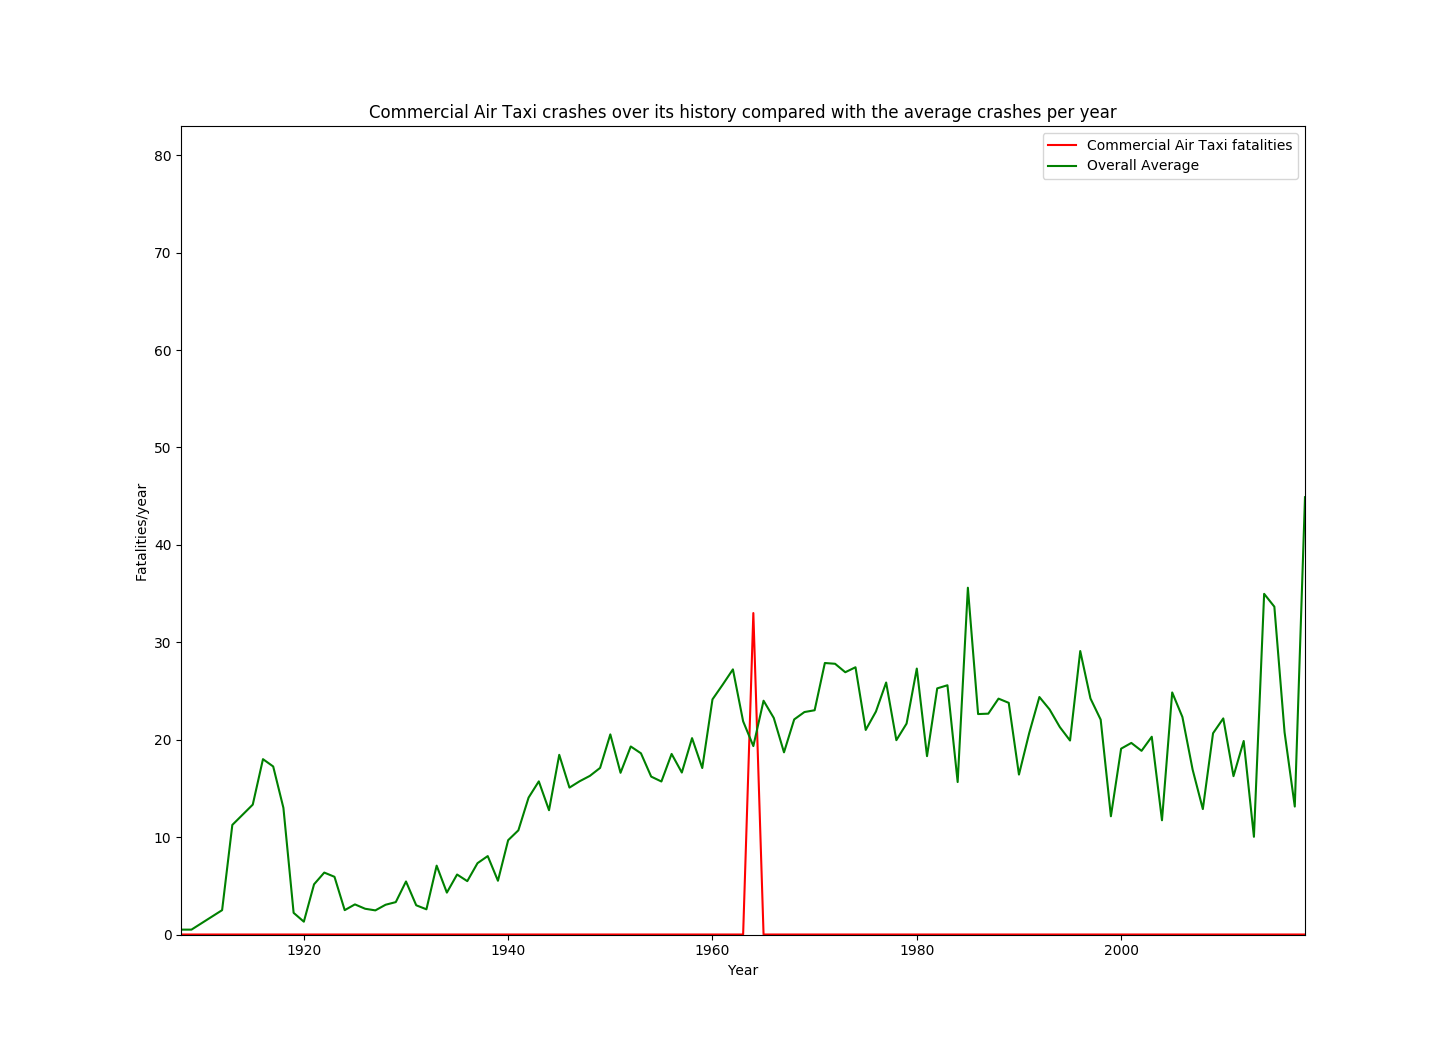 Commercial Air Taxi crashes over its history compared with the average crashes per year
Commercial Air Taxi fatalities
Overall Average
80
70
60
50
40
30
20
10
0
Fatalities/year
1920 1940 1960 1980 2000
Year